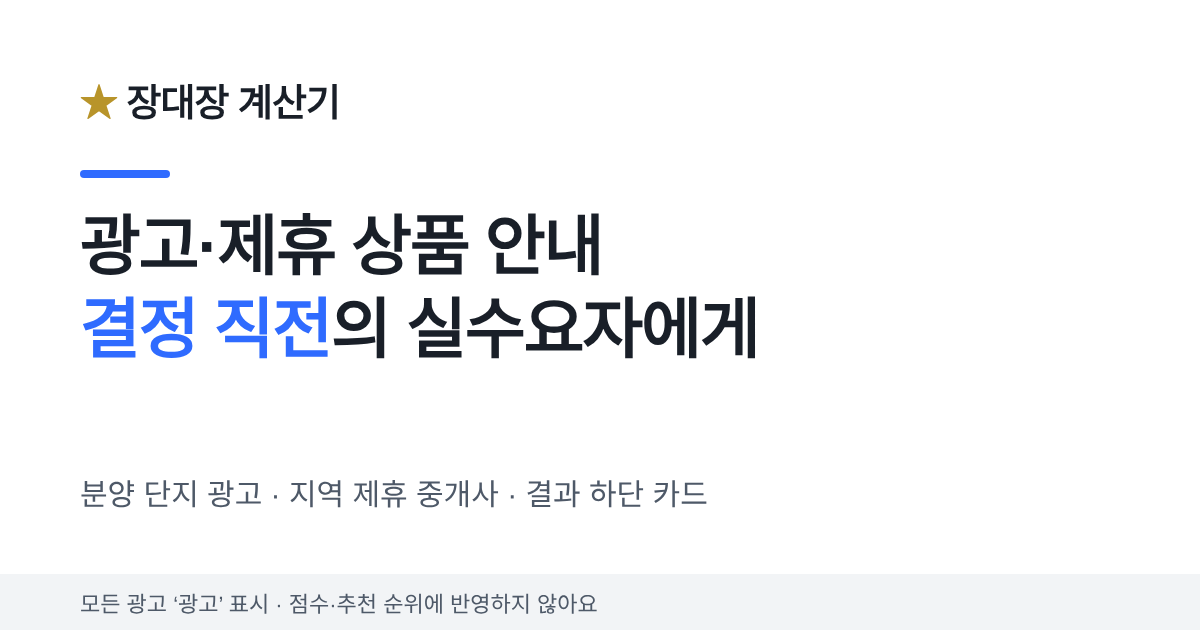 ★ 장대장 계산기
광고·제휴 상품 안내
결정 직전의 실수요자에게
분양 단지 광고 · 지역 제휴 중개사 · 결과 하단 카드
모든 광고 ‘광고’ 표시 · 점수·추천 순위에 반영하지 않아요